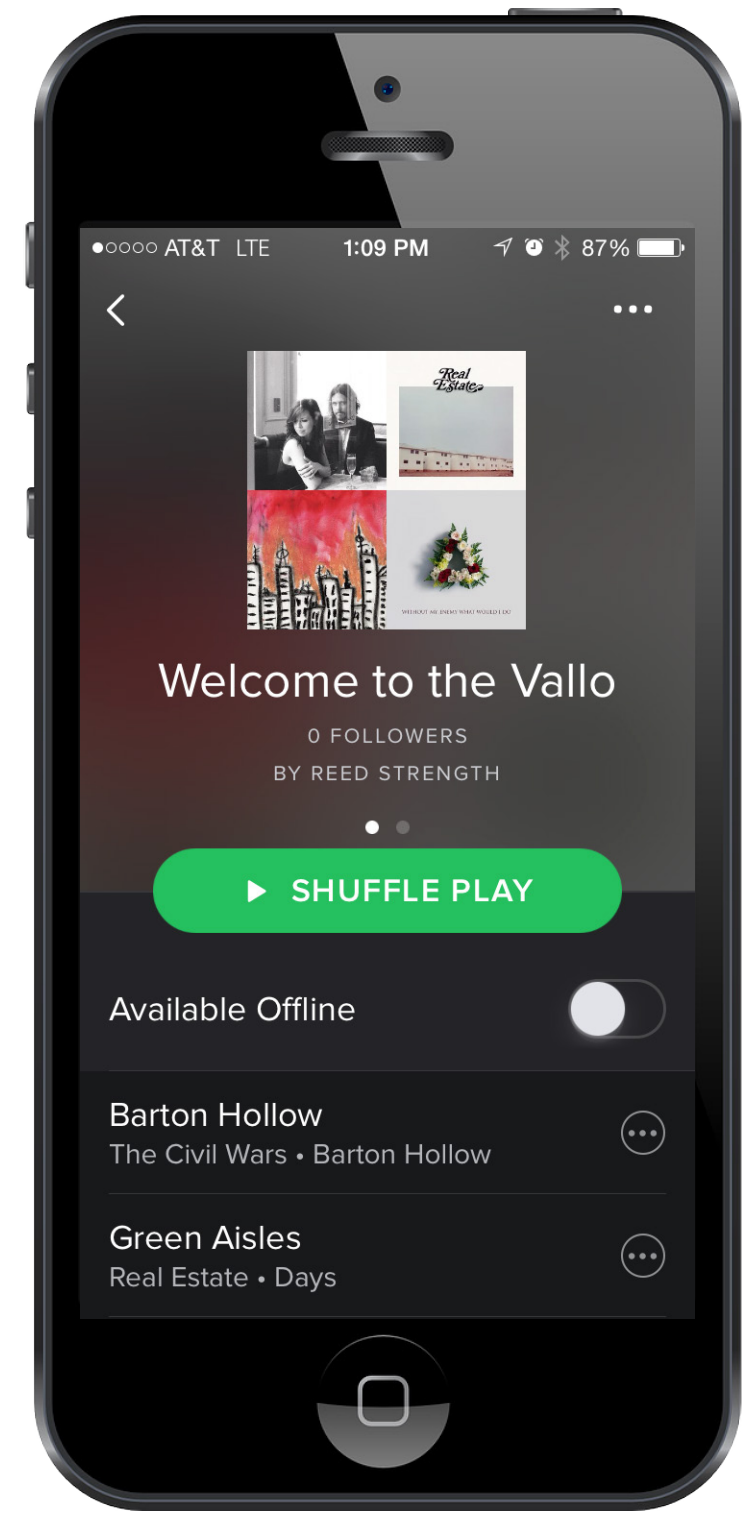 AT&T LTE 1:09 PM 87%
Real
Estate
WITHOUT AN ENEMY WHAT WOULD I DO
Welcome to the Vallo
0 FOLLOWERS
BY REED STRENGTH
SHUFFLE PLAY
Available Offline
Barton Hollow
The Civil Wars • Barton Hollow
Green Aisles
Real Estate • Days